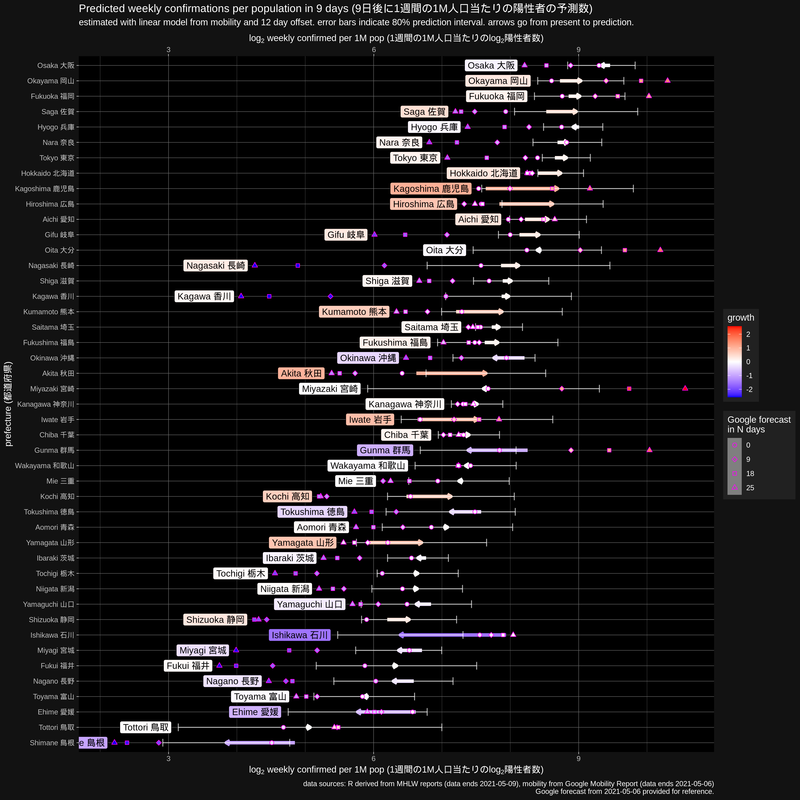 Predicted weekly confirmations per population in 9 days (9日後に1週間の1M人口当たりの陽性者の予測数)
estimated with linear model from mobility and 12 day offset. error bars indicate 80% prediction interval. arrows go from present to prediction.
log2 weekly confirmed per 1M pop (1週間の1M人口当たりのlog2陽性者数)
3 6 9
Osaka 大阪 Osaka 大阪
Okayama 岡山 Okayama 岡山
Fukuoka 福岡 Fukuoka 福岡
Saga 佐賀 Saga 佐賀
Hyogo 兵庫 Hyogo 兵庫
Nara 奈良 Nara 奈良
Tokyo 東京 Tokyo 東京
Hokkaido 北海道 Hokkaido 北海道
Kagoshima 鹿児島 Kagoshima 鹿児島
Hiroshima 広島 Hiroshima 広島
Aichi 愛知 Aichi 愛知
Gifu 岐阜 Gifu 岐阜
Oita 大分 Oita 大分
Nagasaki 長崎 Nagasaki 長崎
Shiga 滋賀 Shiga 滋賀
Kagawa 香川 Kagawa 香川
Kumamoto 熊本 Kumamoto 熊本
Saitama 埼玉 Saitama 埼玉
Fukushima 福島 Fukushima 福島
Okinawa 沖縄 Okinawa 沖縄
Akita 秋田 Akita 秋田
Miyazaki 宮崎 Miyazaki 宮崎
Kanagawa 神奈川 Kanagawa 神奈川
Iwate 岩手 Iwate 岩手
Chiba 千葉 Chiba 千葉
Gunma 群馬 Gunma 群馬
Wakayama 和歌山 Wakayama 和歌山
Mie 三重 Mie 三重
Kochi 高知 Kochi 高知
Tokushima 徳島 Tokushima 徳島
Aomori 青森 Aomori 青森
Yamagata 山形 Yamagata 山形
Ibaraki 茨城 Ibaraki 茨城
Tochigi 栃木 Tochigi 栃木
Niigata 新潟 Niigata 新潟
Yamaguchi 山口 Yamaguchi 山口
Shizuoka 静岡 Shizuoka 静岡
Ishikawa 石川 Ishikawa 石川
Miyagi 宮城 Miyagi 宮城
Fukui 福井 Fukui 福井
Nagano 長野 Nagano 長野
Toyama 富山 Toyama 富山
Ehime 愛媛 Ehime 愛媛
Tottori 鳥取 Tottori 鳥取
Shimane 島根 e 島根
prefecture (都道府県)
3 6 9
log2 weekly confirmed per 1M pop (1週間の1M人口当たりのlog2陽性者数)
growth
2
1
0
-1
-2
Google forecast
in N days
0
9
18
25
data sources: R derived from MHLW reports (data ends 2021-05-09), mobility from Google Mobility Report (data ends 2021-05-06)
Google forecast from 2021-05-06 provided for reference.